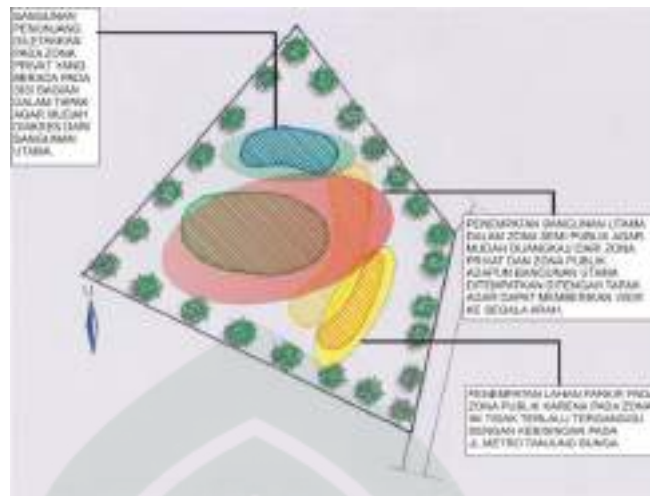 BANGUNAN
PENUNJANG
DILETAKKAN
PADA ZONA
PRIVAT YANG
BERADA PADA
SISI BAGIAN
DALAM TAPAK
AGAR MUDAH
DIAKSES DARI
BANGUNAN
UTAMA.
PENEMPATAN BANGUNAN UTAMA
DALAM ZONA SEMI PUBLIK AGAR
MUDAH DIJANGKAU DARI ZONA
PRIVAT DAN ZONA PUBLIK
ADAPUN BANGUNAN UTAMA
DITEMPATKAN DITENGAH TAPAK
AGAR DAPAT MEMBERIKAN VIEW
KE SEGALA ARAH.
PENEMPATAN LAHAN PARKIR PADA
ZONA PUBLIK KARENA PADA ZONA
INI TIDAK TERLALU TERGANGGU
DENGAN KEBISINGAN PADA
JL. METRO TANJUNG BUNGA.